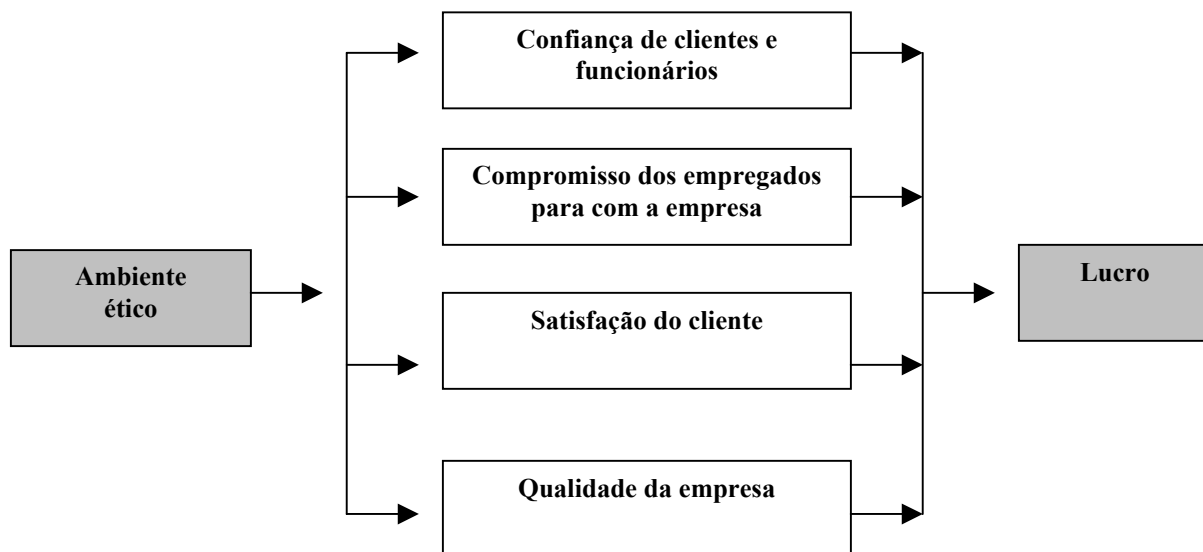 Confiança de clientes e
funcionários
Compromisso dos empregados
para com a empresa
Ambiente
ético
Lucro
Satisfação do cliente
Qualidade da empresa